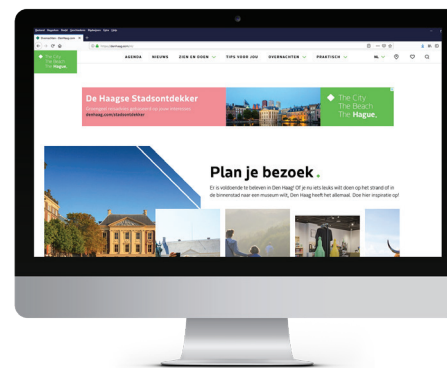 AGENDA NIEUWS ZIEN EN DOEN TIPS VOOR JOU OVERNACHTEN PRAKTISCH NL
The City
The Beach
The Hague.
De Haagse Stadsontdekker
denhaag.com/stadsontdekker
The City
The Beach
The Hague.
Plan je bezoek.
Er is voldoende te beleven in Den Haag! Of je nu iets leuks wilt doen op het strand of in
de binnenstad naar een museum wilt, Den Haag heeft het allemaal. Doe hier inspiratie op!